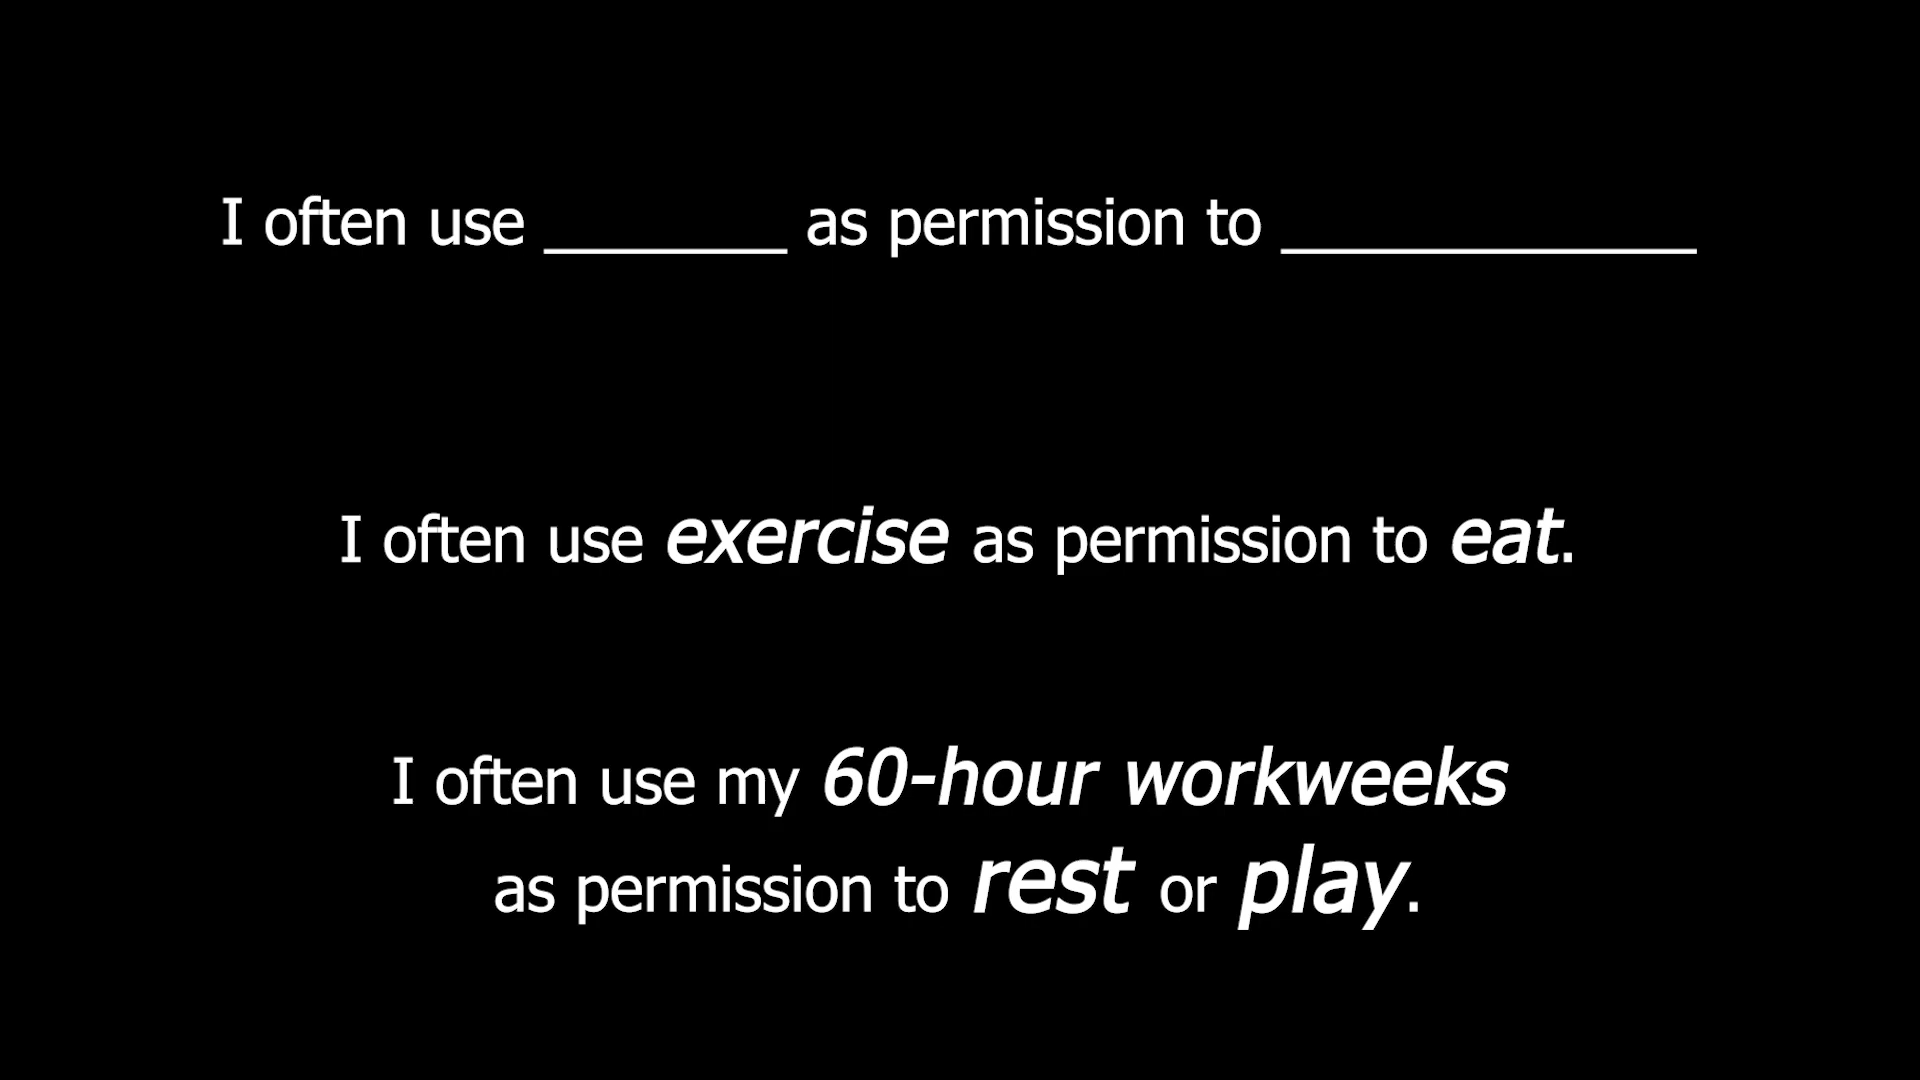 I often use _______ as permission to ____________
I often use exercise as permission to eat.
I often use my 60-hour workweeks
as permission to rest or play.